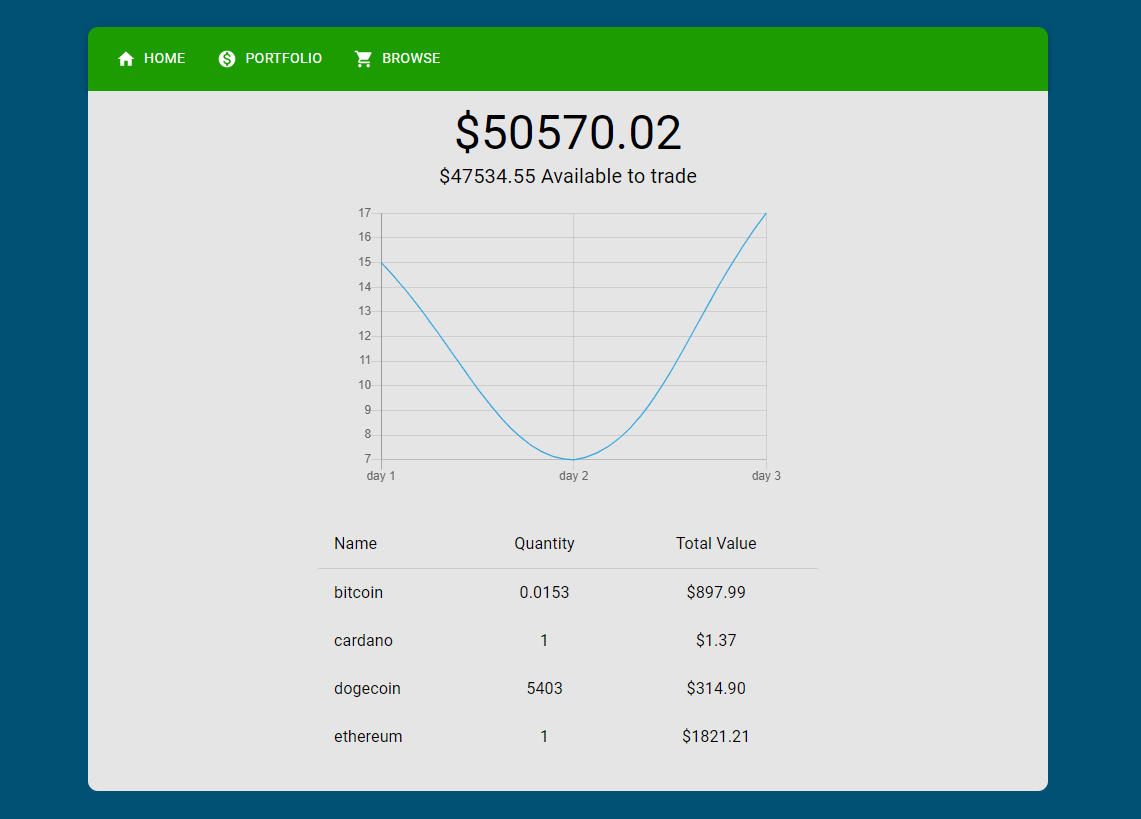 HOME PORTFOLIO BROWSE
$50570.02
$47534.55 Available to trade
17
16
15
14
13
12
11
10
9
8
7
day 1 day 2 day 3
Name Quantity Total Value
bitcoin 0.0153 $897.99
cardano 1 $1.37
dogecoin 5403 $314.90
ethereum 1 $1821.21